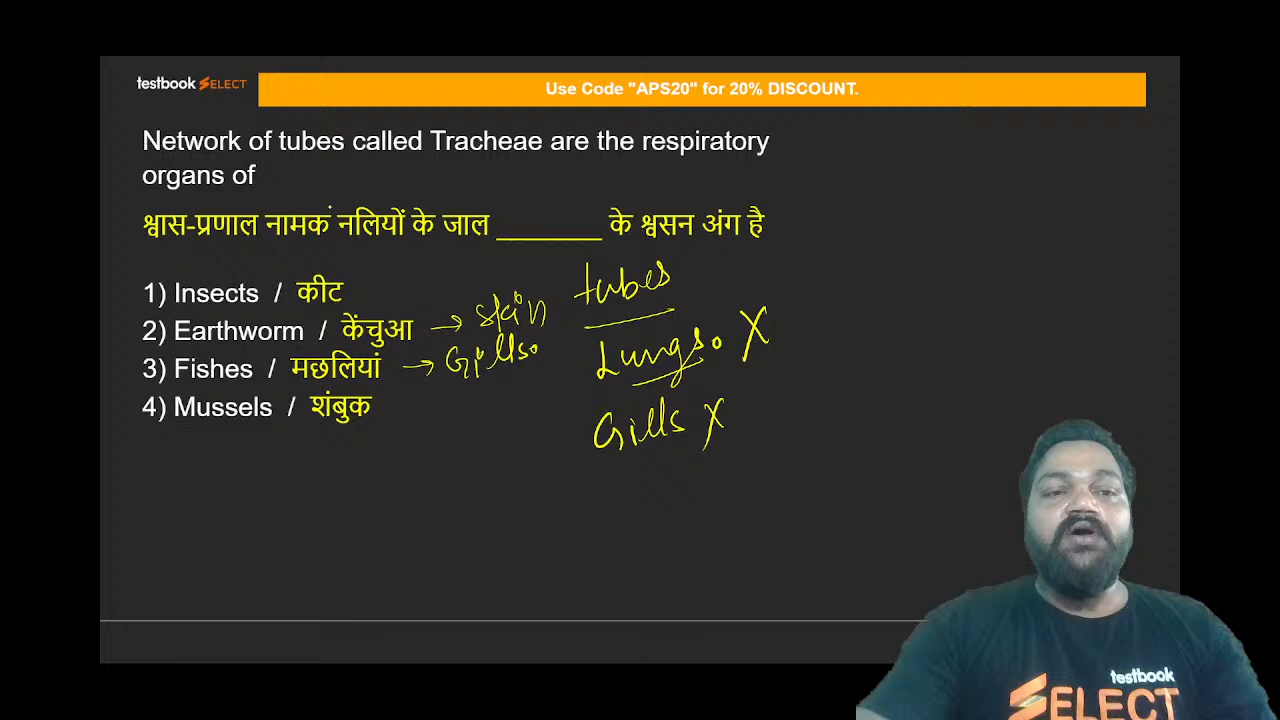 testbook SELECT
Use Code "APS20" for 20% DISCOUNT.
Network of tubes called Tracheae are the respiratory
organs of
श्वास-प्रणाल नामक नलियों के जाल ________ के श्वसन अंग है
1) Insects / कीट
2) Earthworm / केंचुआ → skin
3) Fishes / मछलियां → Gills
4) Mussels / शंबुक
tubes
Lungs X
Gills X
testbook
SELECT